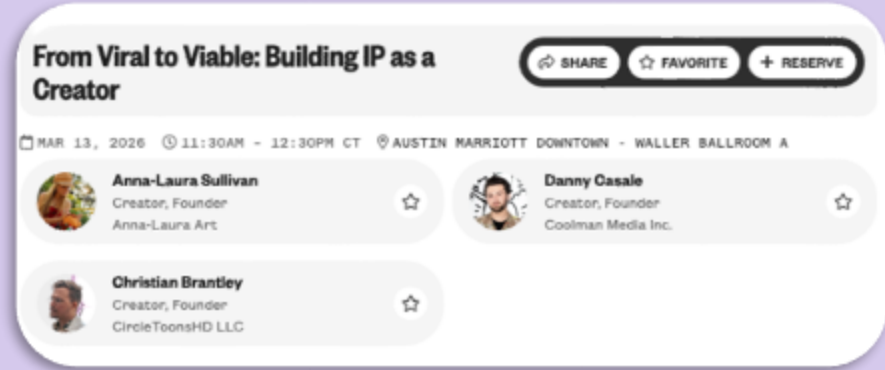 From Viral to Viable: Building IP as a
Creator
SHARE
FAVORITE
RESERVE
MAR 13, 2026 11:30AM - 12:30PM CT AUSTIN MARRIOTT DOWNTOWN - WALLER BALLROOM A
Anna-Laura Sullivan
Creator, Founder
Anna-Laura Art
Danny Casale
Creator, Founder
Coolman Media Inc.
Christian Brantley
Creator, Founder
CircleToonsHD LLC